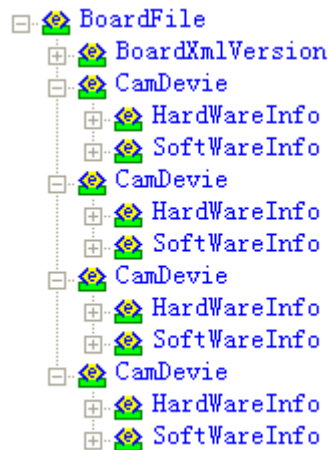 BoardFile
BoardXmlVersion
CamDevie
HardWareInfo
SoftWareInfo
CamDevie
HardWareInfo
SoftWareInfo
CamDevie
HardWareInfo
SoftWareInfo
CamDevie
HardWareInfo
SoftWareInfo